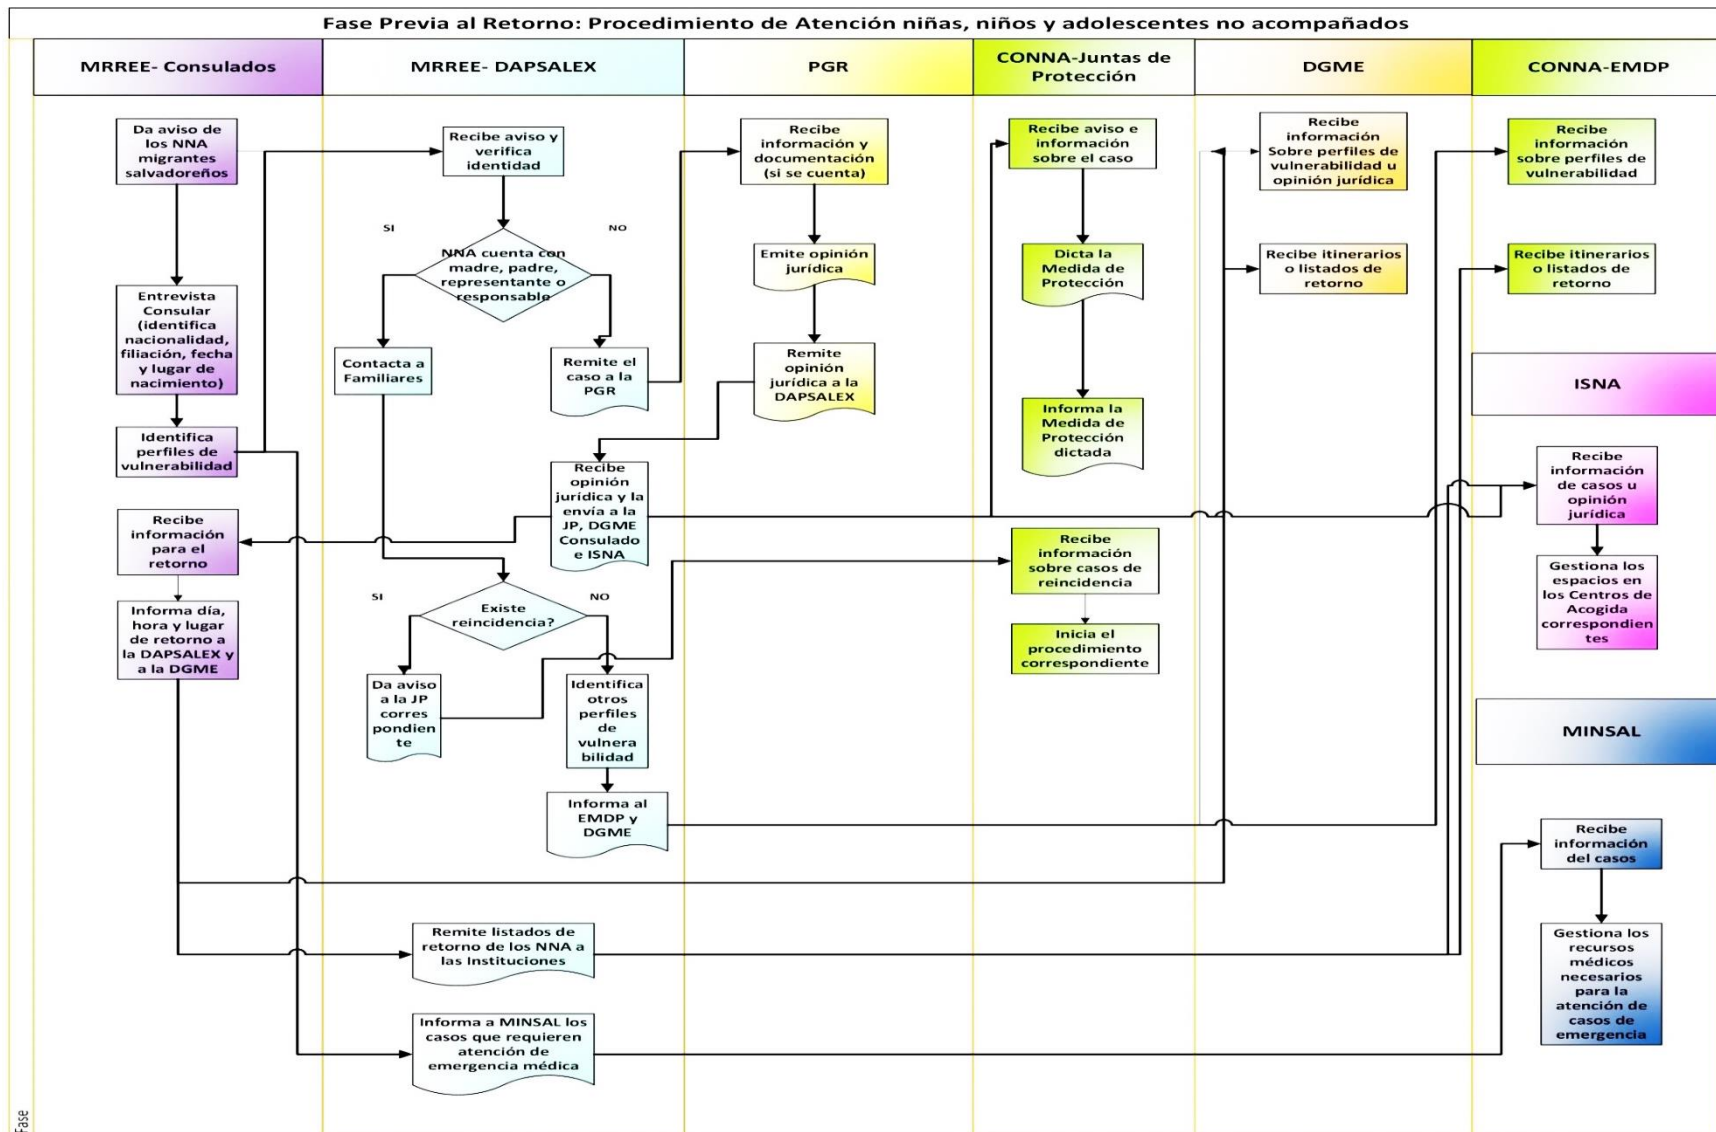 Fase Previa al Retorno: Procedimiento de Atención niñas, niños y adolescentes no acompañados
MRREE- Consulados
MRREE- DAPSALEX
PGR
CONNA-Juntas de
Protección
DGME
CONNA-EMDP
Da aviso de
los NNA
migrantes
salvadoreños
Entrevista
Consular
(identifica
nacionalidad,
filiación, fecha
y lugar de
nacimiento)
Identifica
perfiles de
vulnerabilidad
Recibe
información
para el
retorno
Informa día,
hora y lugar
de retorno a
la DAPSALEX y
a la DGME
Recibe aviso y
verifica
identidad
SI
NO
NNA cuenta con
madre, padre,
representante o
responsable
Contacta a
Familiares
Remite el
caso a la
PGR
Recibe
opinión
jurídica y la
envía a la
JP, DGME
Consulado
e ISNA
SI
NO
Existe
reincidencia?
Da aviso
a la JP
corres
pondien
te
Identifica
otros
perfiles
de
vulnera
bilidad
Informa al
EMDP y
DGME
Remite listados de
retorno de los NNA a
las Instituciones
Informa a MINSAL los
casos que requieren
atención de
emergencia médica
Recibe
información y
documentación
(si se cuenta)
Emite opinión
jurídica
Remite
opinión
jurídica a la
DAPSALEX
Recibe aviso e
información
sobre el caso
Dicta la
Medida de
Protección
Informa la
Medida de
Protección
dictada
Recibe
información
sobre casos de
reincidencia
Inicia el
procedimiento
correspondiente
Recibe
información
Sobre perfiles de
vulnerabilidad u
opinión jurídica
Recibe itinerarios
o listados de
retorno
Recibe
información
sobre perfiles de
vulnerabilidad
Recibe itinerarios
o listados de
retorno
ISNA
Recibe
información
de casos u
opinión
jurídica
Gestiona los
espacios en
los Centros de
Acogida
correspondien
tes
MINSAL
Recibe
información
del casos
Gestiona los
recursos
médicos
necesarios
para la
atención de
casos de
emergencia
Fase